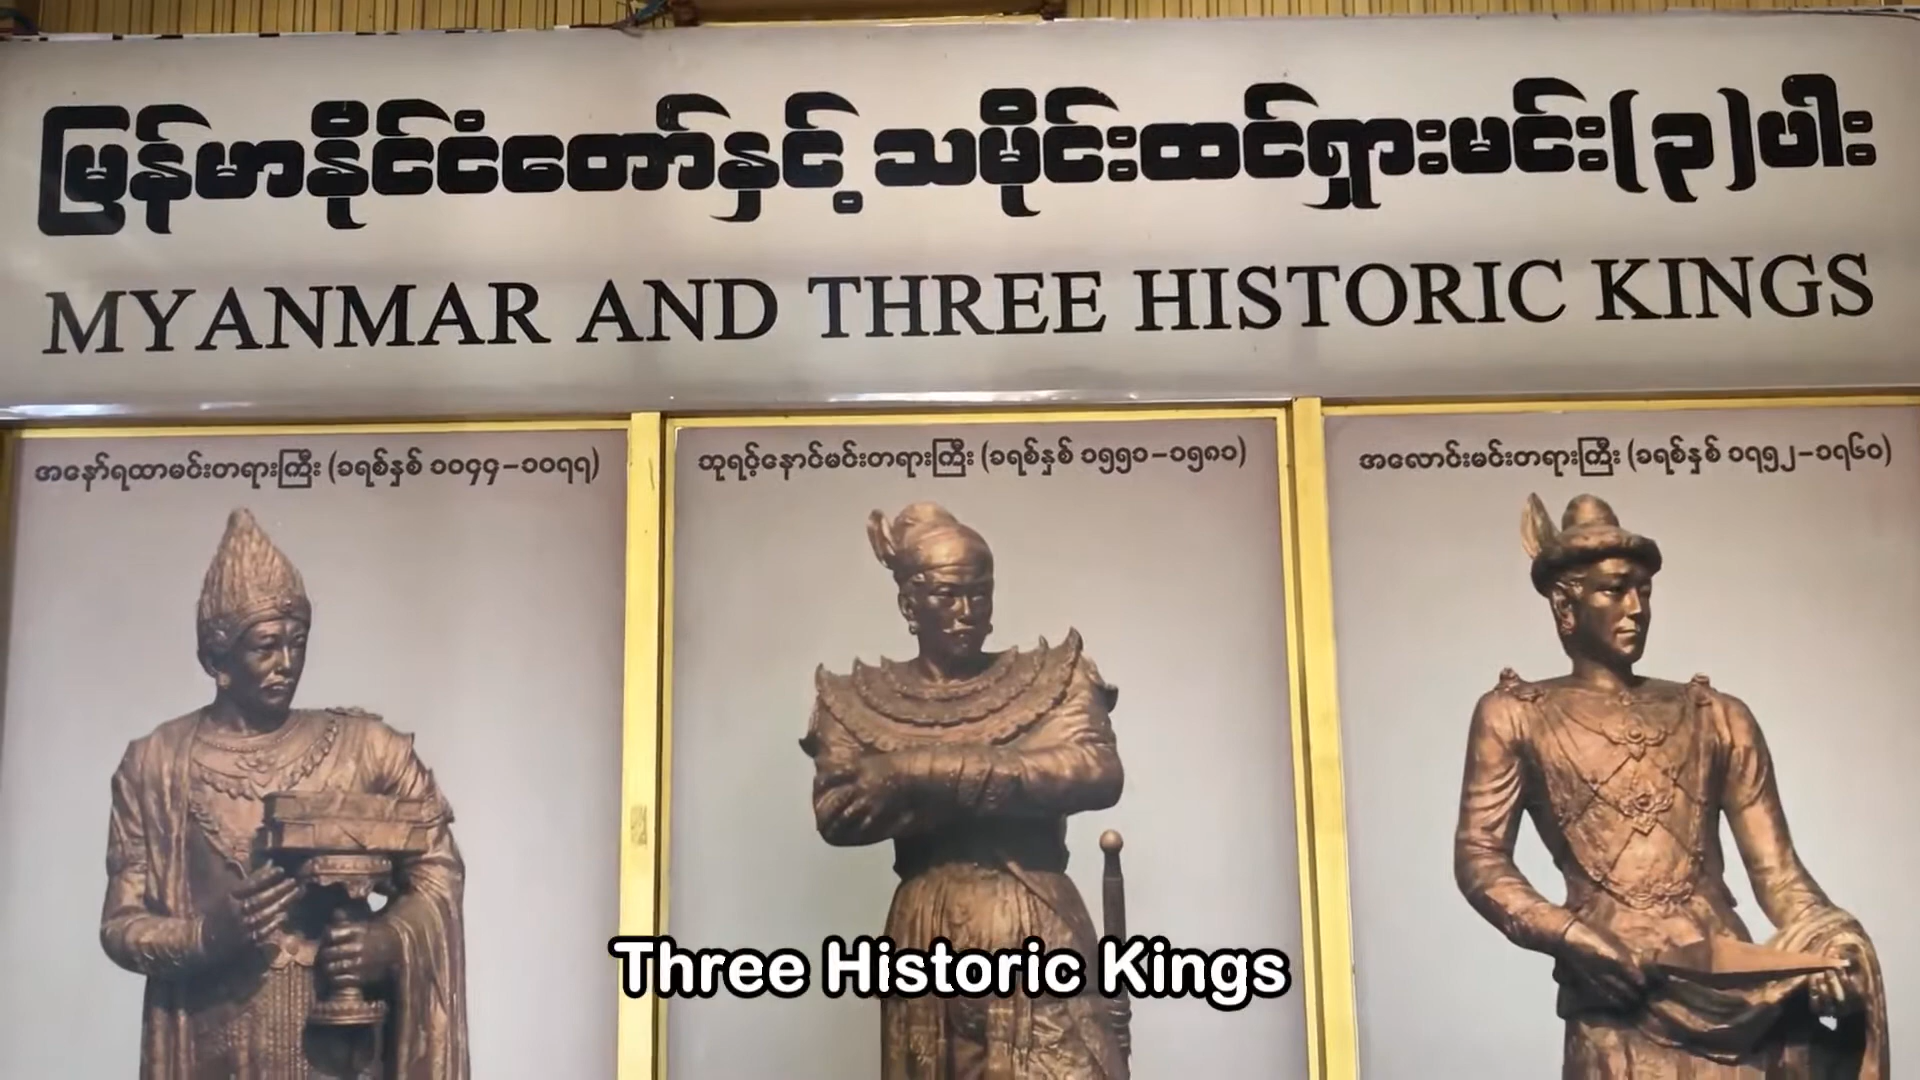 မြန်မာနိုင်ငံတော်နှင့် သမိုင်းထင်ရှားမင်း(၃)ပါး
MYANMAR AND THREE HISTORIC KINGS
အနော်ရထာမင်းတရားကြီး (ခရစ်နှစ် ၁၀၄၄-၁၀၇၇)
ဘုရင့်နောင်မင်းတရားကြီး (ခရစ်နှစ် ၁၅၅၁-၁၅၈၁)
အလောင်းမင်းတရားကြီး (ခရစ်နှစ် ၁၇၅၂-၁၇၆၀)
Three Historic Kings